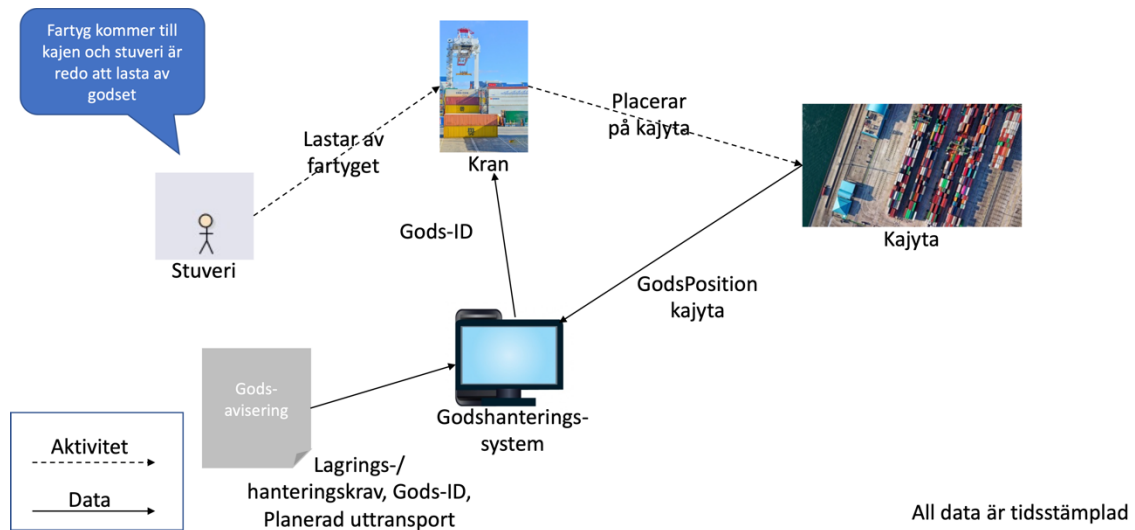 Fartyg kommer till
kajen och stuveri är
redo att lasta av
godset
Lastar av
fartyget
Kran
Placerar
på kajyta
Kajyta
Stuveri
Gods-ID
GodsPosition
kajyta
Gods-
avisering
Godshanterings-
system
Lagrings-/
hanteringskrav, Gods-ID,
Planerad uttransport
Aktivitet
Data
All data är tidsstämplad